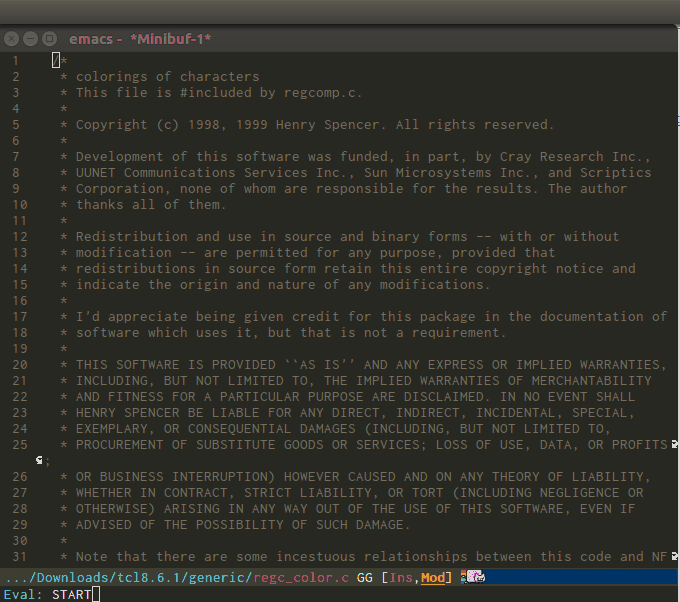 emacs - *Minibuf-1*
1 /*
2 * colorings of characters
3 * This file is #included by regcomp.c.
4 *
5 * Copyright (c) 1998, 1999 Henry Spencer. All rights reserved.
6 *
7 * Development of this software was funded, in part, by Cray Research Inc.,
8 * UUNET Communications Services Inc., Sun Microsystems Inc., and Scriptics
9 * Corporation, none of whom are responsible for the results. The author
10 * thanks all of them.
11 *
12 * Redistribution and use in source and binary forms -- with or without
13 * modification -- are permitted for any purpose, provided that
14 * redistributions in source form retain this entire copyright notice and
15 * indicate the origin and nature of any modifications.
16 *
17 * I'd appreciate being given credit for this package in the documentation of
18 * software which uses it, but that is not a requirement.
19 *
20 * THIS SOFTWARE IS PROVIDED ``AS IS'' AND ANY EXPRESS OR IMPLIED WARRANTIES,
21 * INCLUDING, BUT NOT LIMITED TO, THE IMPLIED WARRANTIES OF MERCHANTABILITY
22 * AND FITNESS FOR A PARTICULAR PURPOSE ARE DISCLAIMED. IN NO EVENT SHALL
23 * HENRY SPENCER BE LIABLE FOR ANY DIRECT, INDIRECT, INCIDENTAL, SPECIAL,
24 * EXEMPLARY, OR CONSEQUENTIAL DAMAGES (INCLUDING, BUT NOT LIMITED TO,
25 * PROCUREMENT OF SUBSTITUTE GOODS OR SERVICES; LOSS OF USE, DATA, OR PROFITS
;
26 * OR BUSINESS INTERRUPTION) HOWEVER CAUSED AND ON ANY THEORY OF LIABILITY,
27 * WHETHER IN CONTRACT, STRICT LIABILITY, OR TORT (INCLUDING NEGLIGENCE OR
28 * OTHERWISE) ARISING IN ANY WAY OUT OF THE USE OF THIS SOFTWARE, EVEN IF
29 * ADVISED OF THE POSSIBILITY OF SUCH DAMAGE.
30 *
31 * Note that there are some incestuous relationships between this code and NF
.../Downloads/tcl8.6.1/generic/regc_color.c GG [Ins,Mod]
Eval: START